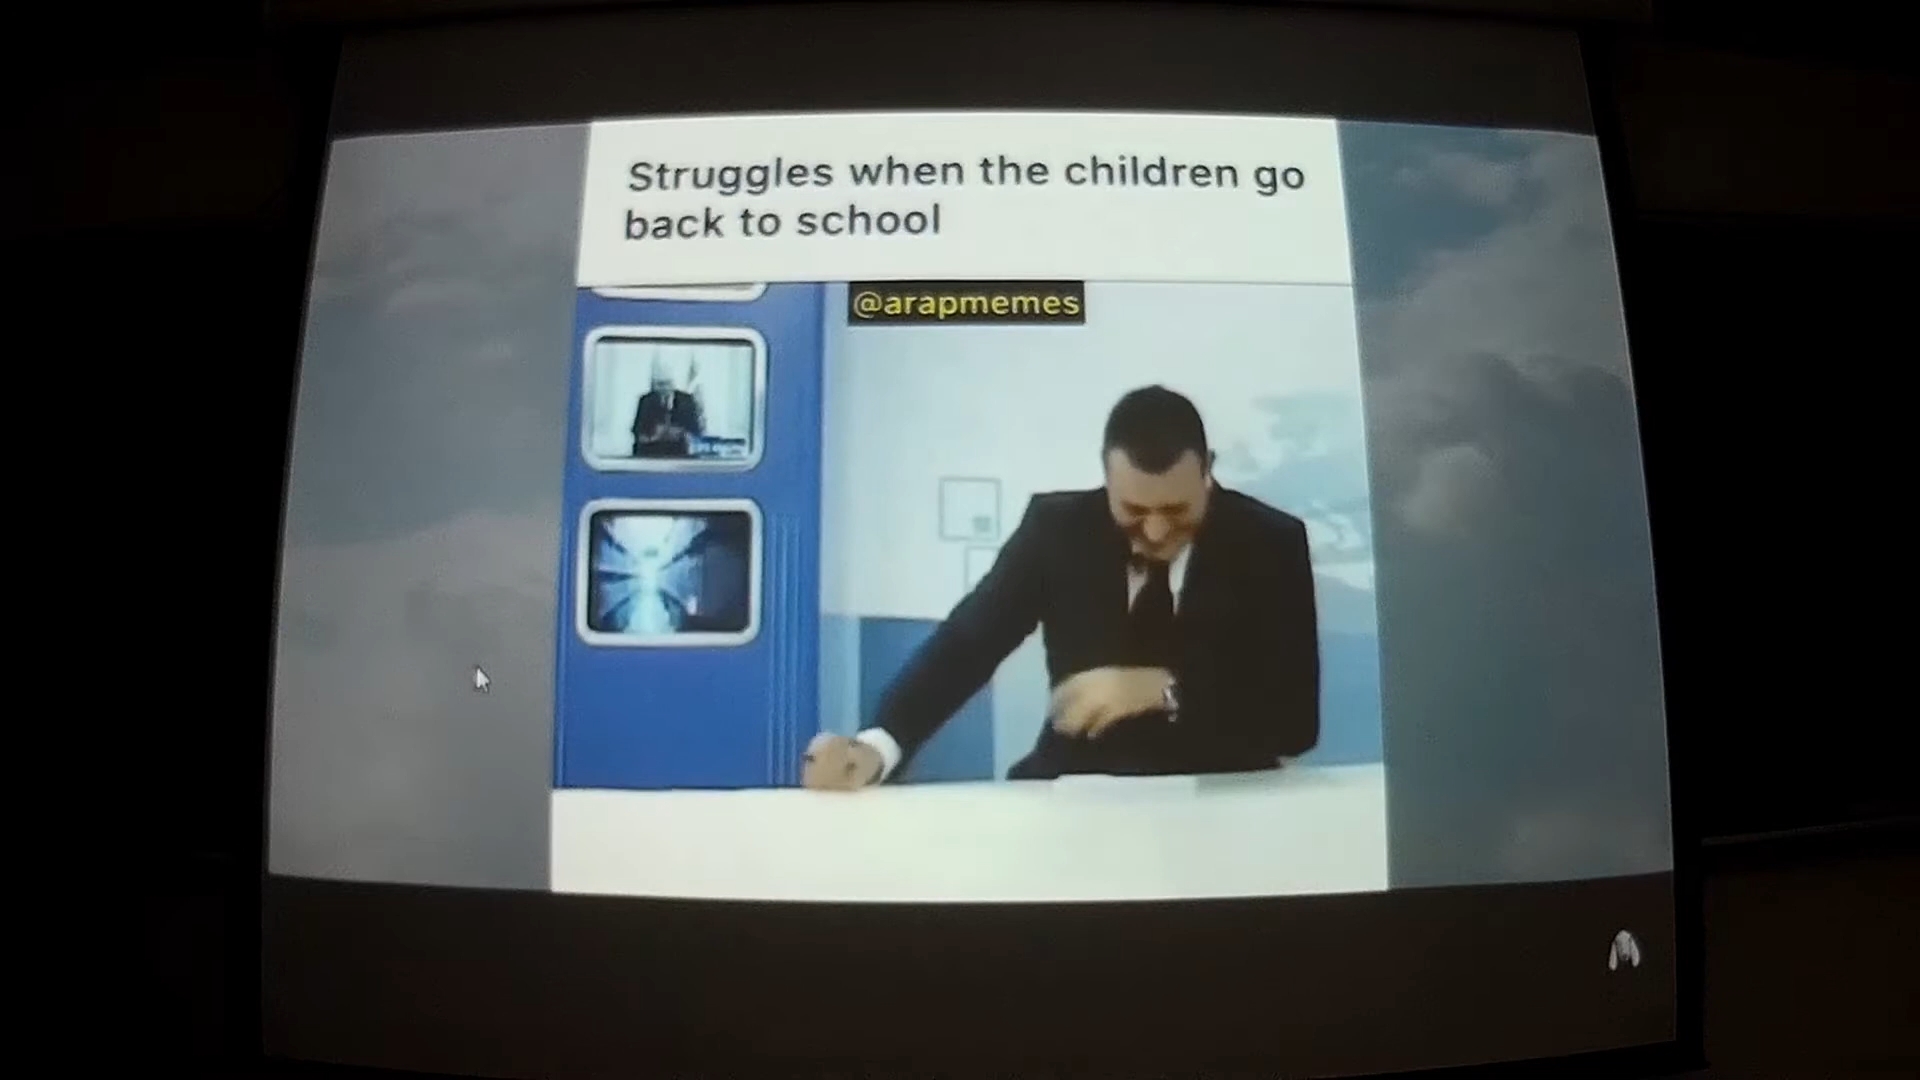 Struggles when the children go
back to school
@arapmemes